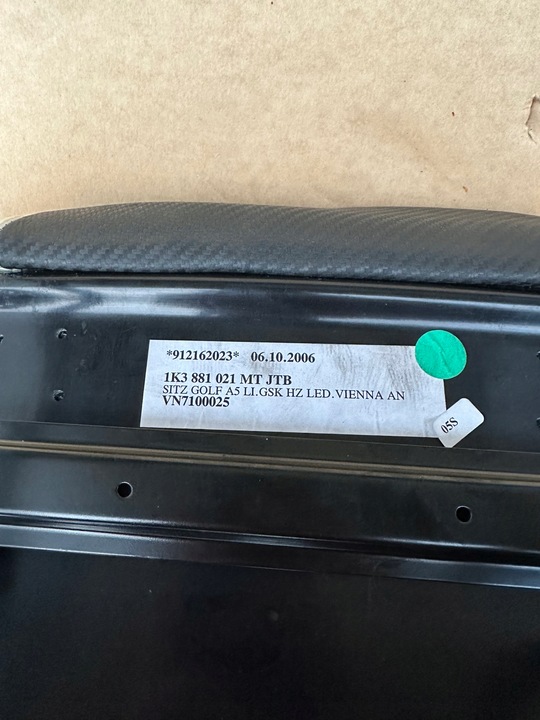 *912162023* 06.10.2006
1K3 881 021 MT JTB
SITZ GOLF A5 LI.GSK HZ LED.VIENNA AN
VN7100025
05S